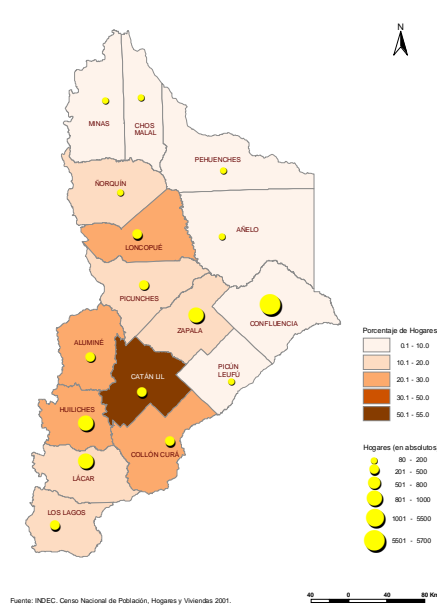 N
MINAS
CHOS
MALAL
PEHUENCHES
ÑORQUÍN
AÑELO
LONCOPUÉ
PICUNCHES
CONFLUENCIA
ZAPALA
ALUMINÉ
PICÚN
LEUFÚ
CATÁN LIL
HUILICHES
COLLÓN CURÁ
LÁCAR
LOS LAGOS
Porcentaje de Hogares
0.1 - 10.0
10.1 - 20.0
20.1 - 30.0
30.1 - 50.0
50.1 - 55.0
Hogares (en absolutos
80 - 200
201 - 500
501 - 800
801 - 1000
1001 - 5500
5501 - 5700
Fuente: INDEC. Censo Nacional de Población, Hogares y Viviendas 2001.
40 0 40 80 Km